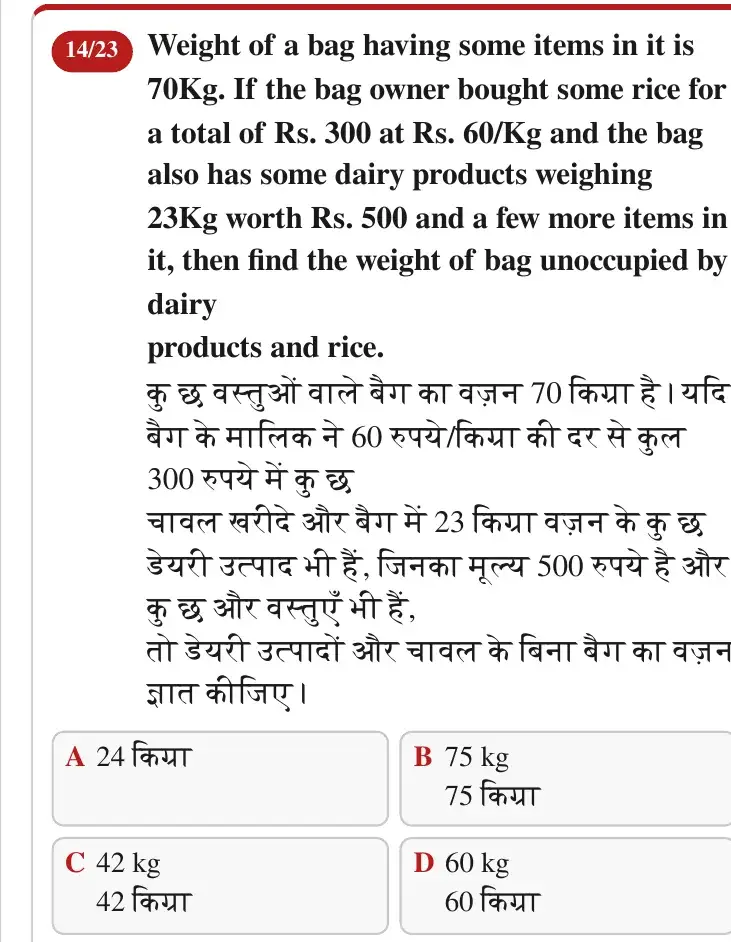 14/23 Weight of a bag having some items in it is
70Kg. If the bag owner bought some rice for
a total of Rs. 300 at Rs. 60/Kg and the bag
also has some dairy products weighing
23Kg worth Rs. 500 and a few more items in
it, then find the weight of bag unoccupied by
dairy
products and rice.
कु छ वस्तुओं वाले बैग का वज़न 70 किग्रा है। यदि
बैग के मालिक ने 60 रुपये/किग्रा की दर से कुल
300 रुपये में कु छ
चावल खरीदे और बैग में 23 किग्रा वज़न के कु छ
डेयरी उत्पाद भी हैं, जिनका मूल्य 500 रुपये है और
कु छ और वस्तुएँ भी हैं,
तो डेयरी उत्पादों और चावल के बिना बैग का वज़न
ज्ञात कीजिए।
A 24 किग्रा
B 75 kg
75 किग्रा
C 42 kg
42 किग्रा
D 60 kg
60 किग्रा